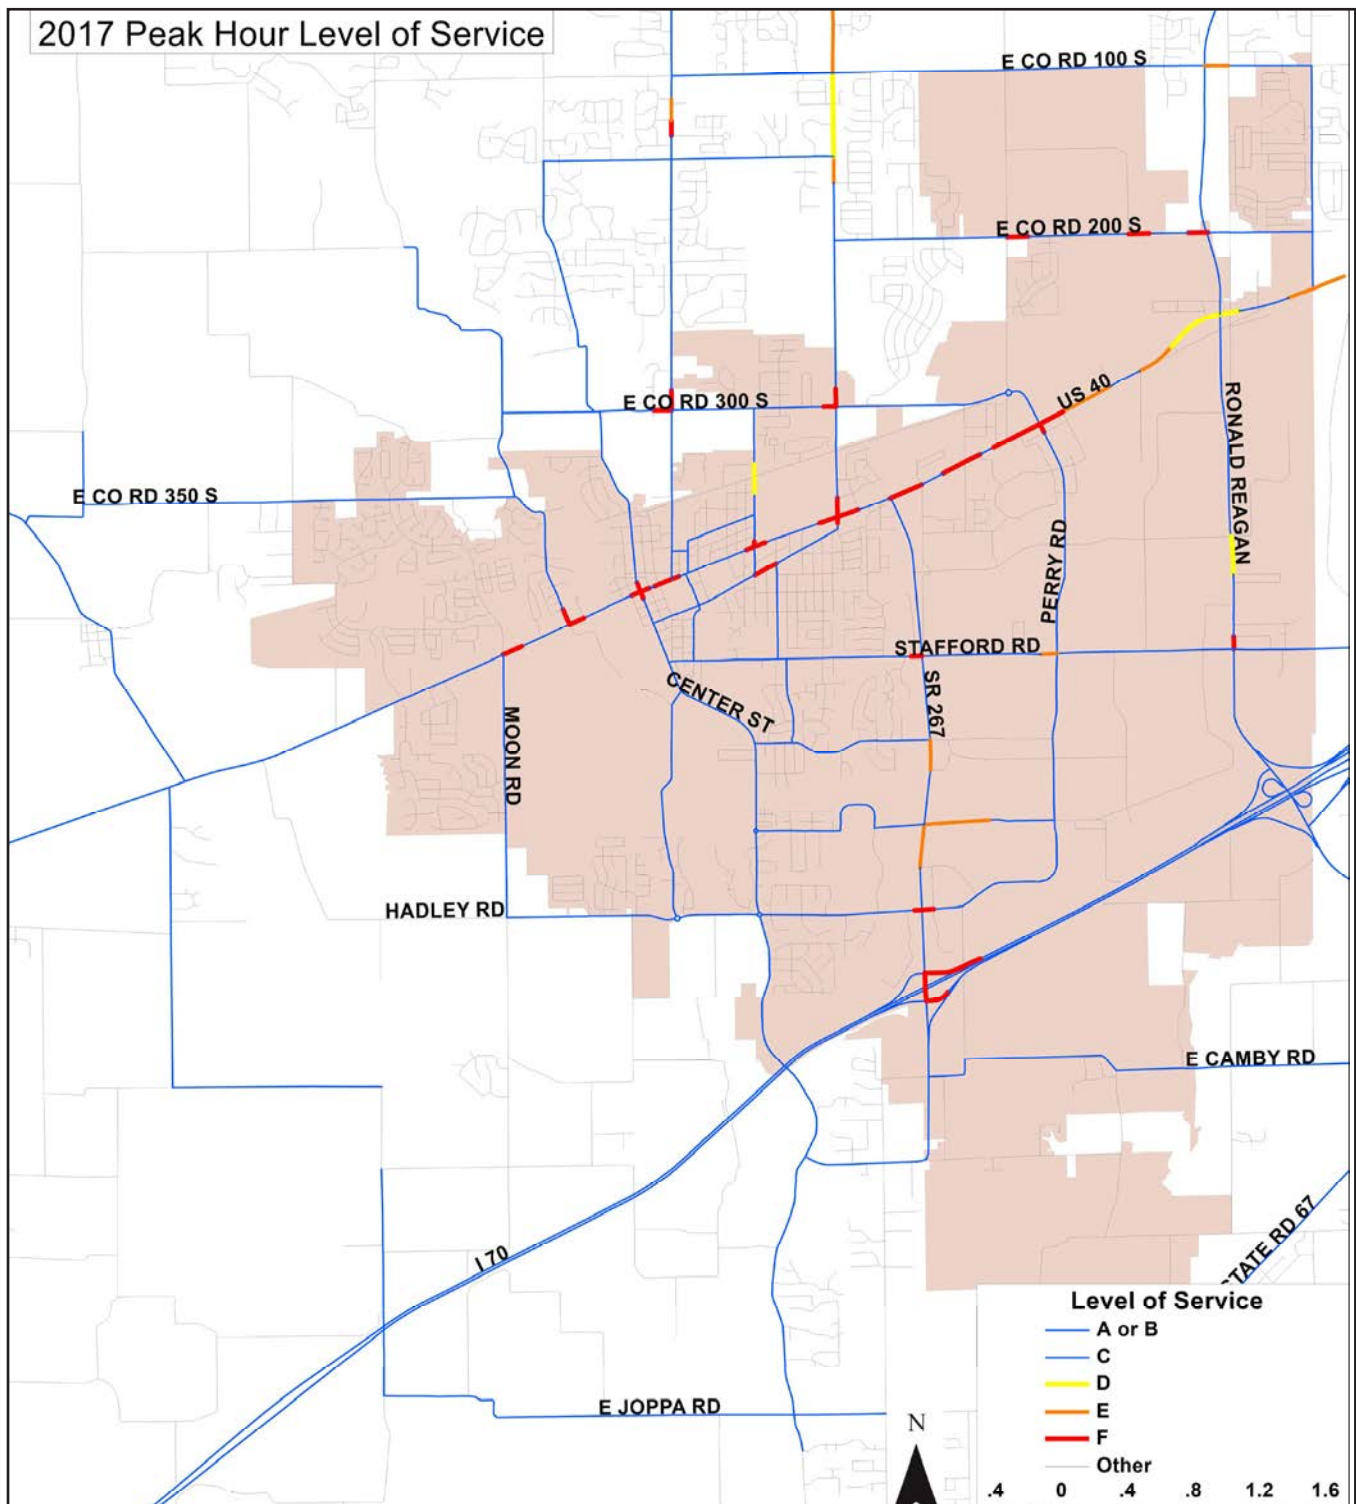 2017 Peak Hour Level of Service
E CO RD 100 S
E CO RD 200 S
US 40
E CO RD 300 S
RONALD REAGAN
E CO RD 350 S
PERRY RD
STAFFORD RD
CENTER ST
SR 267
MOON RD
HADLEY RD
E CAMBY RD
I 70
STATE RD 67
E JOPPA RD
Level of Service
A or B
C
D
E
F
Other
N
.4 0 .4 .8 1.2 1.6